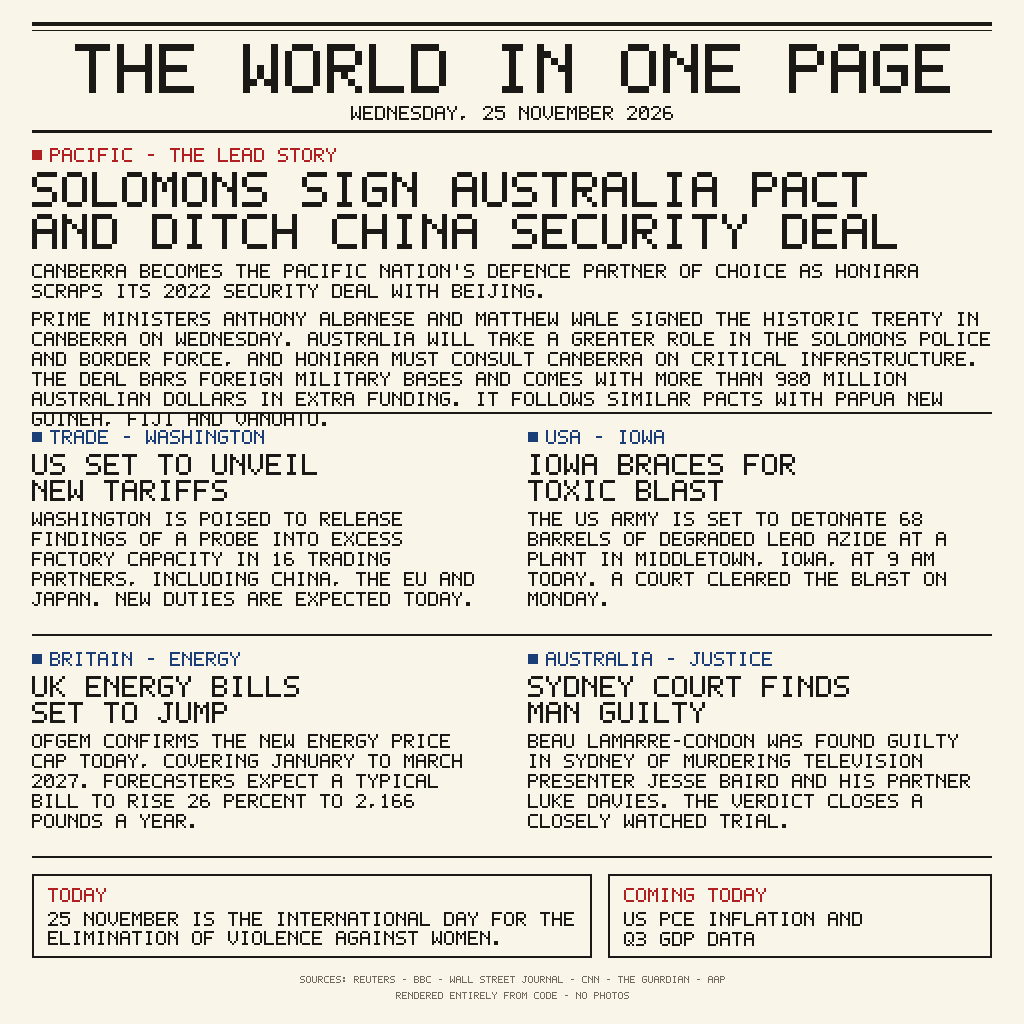 THE WORLD IN ONE PAGE
WEDNESDAY, 25 NOVEMBER 2026
PACIFIC - THE LEAD STORY
SOLOMONS SIGN AUSTRALIA PACT
AND DITCH CHINA SECURITY DEAL
CANBERRA BECOMES THE PACIFIC NATION'S DEFENCE PARTNER OF CHOICE AS HONIARA
SCRAPS ITS 2022 SECURITY DEAL WITH BEIJING.
PRIME MINISTERS ANTHONY ALBANESE AND MATTHEW WALE SIGNED THE HISTORIC TREATY IN
CANBERRA ON WEDNESDAY. AUSTRALIA WILL TAKE A GREATER ROLE IN THE SOLOMONS POLICE
AND BORDER FORCE, AND HONIARA MUST CONSULT CANBERRA ON CRITICAL INFRASTRUCTURE.
THE DEAL BARS FOREIGN MILITARY BASES AND COMES WITH MORE THAN 980 MILLION
AUSTRALIAN DOLLARS IN EXTRA FUNDING. IT FOLLOWS SIMILAR PACTS WITH PAPUA NEW
GUINEA, FIJI AND VANUATU.
TRADE - WASHINGTON
US SET TO UNVEIL
NEW TARIFFS
WASHINGTON IS POISED TO RELEASE
FINDINGS OF A PROBE INTO EXCESS
FACTORY CAPACITY IN 16 TRADING
PARTNERS, INCLUDING CHINA, THE EU AND
JAPAN. NEW DUTIES ARE EXPECTED TODAY.
USA - IOWA
IOWA BRACES FOR
TOXIC BLAST
THE US ARMY IS SET TO DETONATE 68
BARRELS OF DEGRADED LEAD AZIDE AT A
PLANT IN MIDDLETOWN, IOWA, AT 9 AM
TODAY. A COURT CLEARED THE BLAST ON
MONDAY.
BRITAIN - ENERGY
UK ENERGY BILLS
SET TO JUMP
OFGEM CONFIRMS THE NEW ENERGY PRICE
CAP TODAY, COVERING JANUARY TO MARCH
2027. FORECASTERS EXPECT A TYPICAL
BILL TO RISE 26 PERCENT TO 2,166
POUNDS A YEAR.
AUSTRALIA - JUSTICE
SYDNEY COURT FINDS
MAN GUILTY
BEAU LAMARRE-CONDON WAS FOUND GUILTY
IN SYDNEY OF MURDERING TELEVISION
PRESENTER JESSE BAIRD AND HIS PARTNER
LUKE DAVIES. THE VERDICT CLOSES A
CLOSELY WATCHED TRIAL.
TODAY
25 NOVEMBER IS THE INTERNATIONAL DAY FOR THE
ELIMINATION OF VIOLENCE AGAINST WOMEN.
COMING TODAY
US PCE INFLATION AND
Q3 GDP DATA
SOURCES: REUTERS - BBC - WALL STREET JOURNAL - CNN - THE GUARDIAN - AAP
RENDERED ENTIRELY FROM CODE - NO PHOTOS